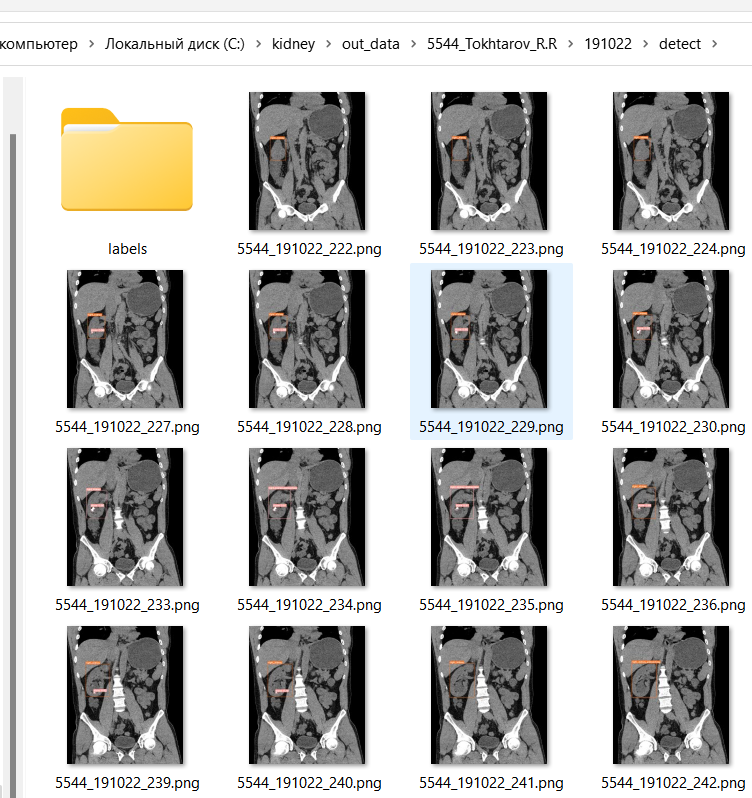 компьютер > Локальный диск (C:) > kidney > out_data > 5544_Tokhtarov_R.R > 191022 > detect >
labels 5544_191022_222.png 5544_191022_223.png 5544_191022_224.png
5544_191022_227.png 5544_191022_228.png 5544_191022_229.png 5544_191022_230.png
5544_191022_233.png 5544_191022_234.png 5544_191022_235.png 5544_191022_236.png
5544_191022_239.png 5544_191022_240.png 5544_191022_241.png 5544_191022_242.png